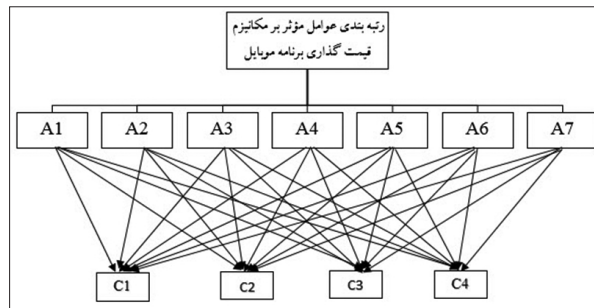 رتبه بندی عوامل مؤثر بر مکانیزم
قیمت گذاری برنامه موبایل
A1 A2 A3 A4 A5 A6 A7
C1 C2 C3 C4